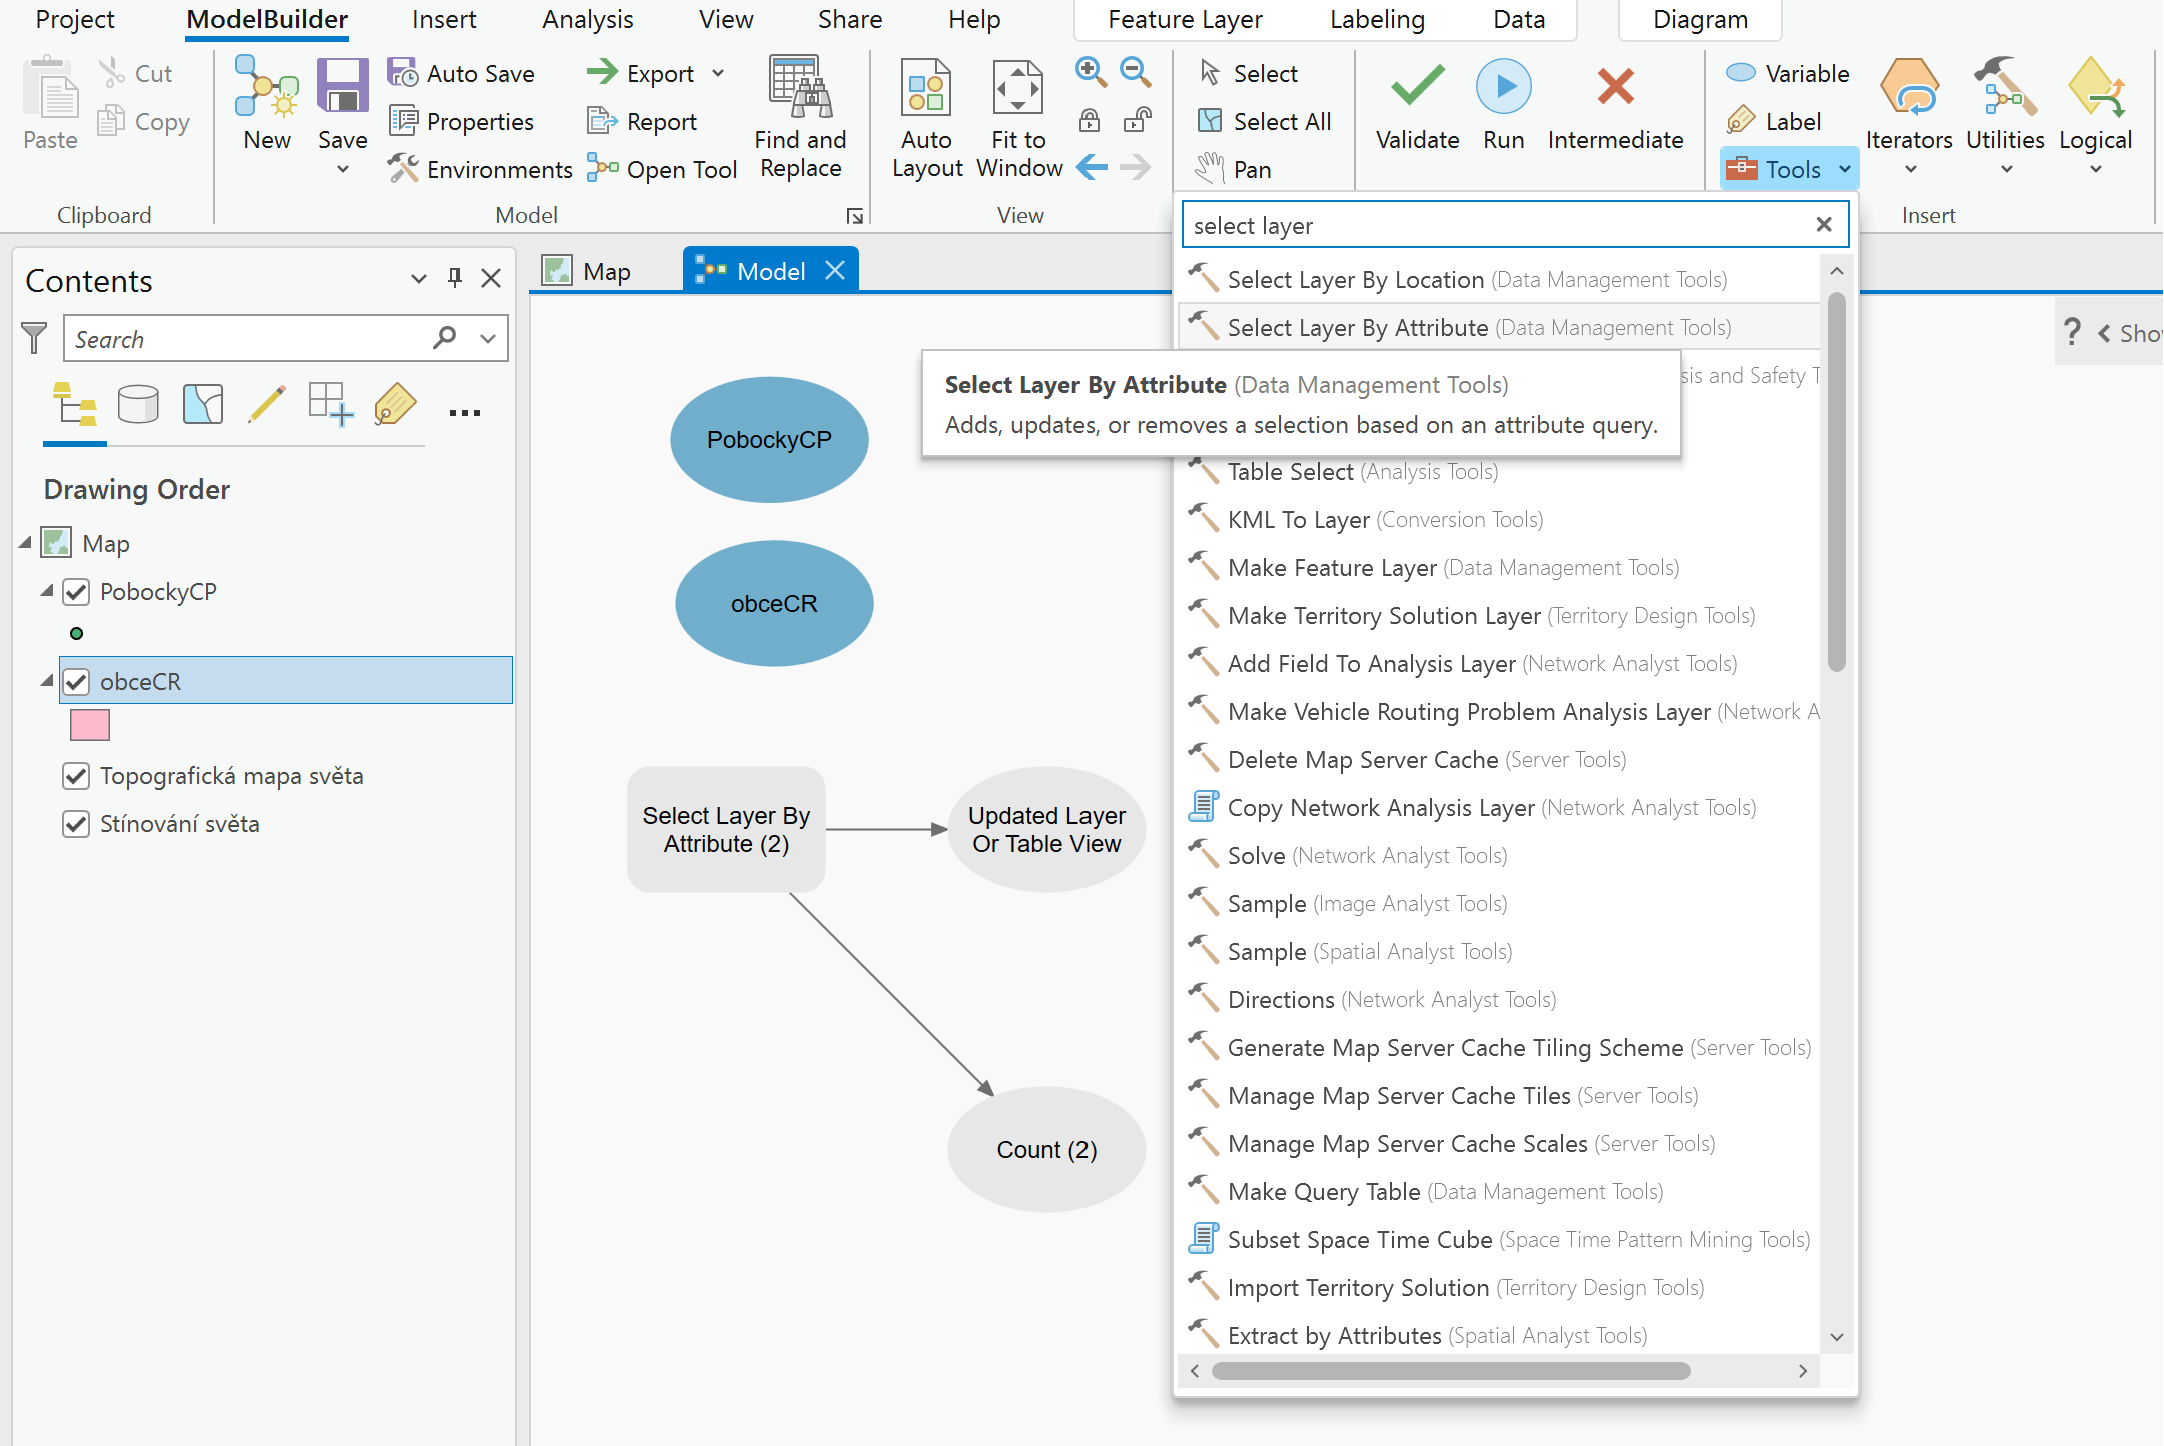 Project
ModelBuilder
Insert
Analysis
View
Share
Help
Feature Layer
Labeling
Data
Diagram
Paste
Cut
Copy
Clipboard
New
Save
Auto Save
Properties
Environments
Export
Report
Open Tool
Find and
Replace
Model
Auto
Layout
Fit to
Window
View
Select
Select All
Pan
Validate
Run
Intermediate
Variable
Label
Tools
Iterators
Utilities
Logical
Insert
Contents
Search
Drawing Order
Map
PobockyCP
obceCR
Topografická mapa světa
Stínování světa
Map
Model
PobockyCP
obceCR
Select Layer By
Attribute (2)
Updated Layer
Or Table View
Count (2)
select layer
Select Layer By Location (Data Management Tools)
Select Layer By Attribute (Data Management Tools)
Select Layer By Attribute (Data Management Tools)
Adds, updates, or removes a selection based on an attribute query.
sis and Safety T
Table Select (Analysis Tools)
KML To Layer (Conversion Tools)
Make Feature Layer (Data Management Tools)
Make Territory Solution Layer (Territory Design Tools)
Add Field To Analysis Layer (Network Analyst Tools)
Make Vehicle Routing Problem Analysis Layer (Network A
Delete Map Server Cache (Server Tools)
Copy Network Analysis Layer (Network Analyst Tools)
Solve (Network Analyst Tools)
Sample (Image Analyst Tools)
Sample (Spatial Analyst Tools)
Directions (Network Analyst Tools)
Generate Map Server Cache Tiling Scheme (Server Tools)
Manage Map Server Cache Tiles (Server Tools)
Manage Map Server Cache Scales (Server Tools)
Make Query Table (Data Management Tools)
Subset Space Time Cube (Space Time Pattern Mining Tools)
Import Territory Solution (Territory Design Tools)
Extract by Attributes (Spatial Analyst Tools)
? < Sho